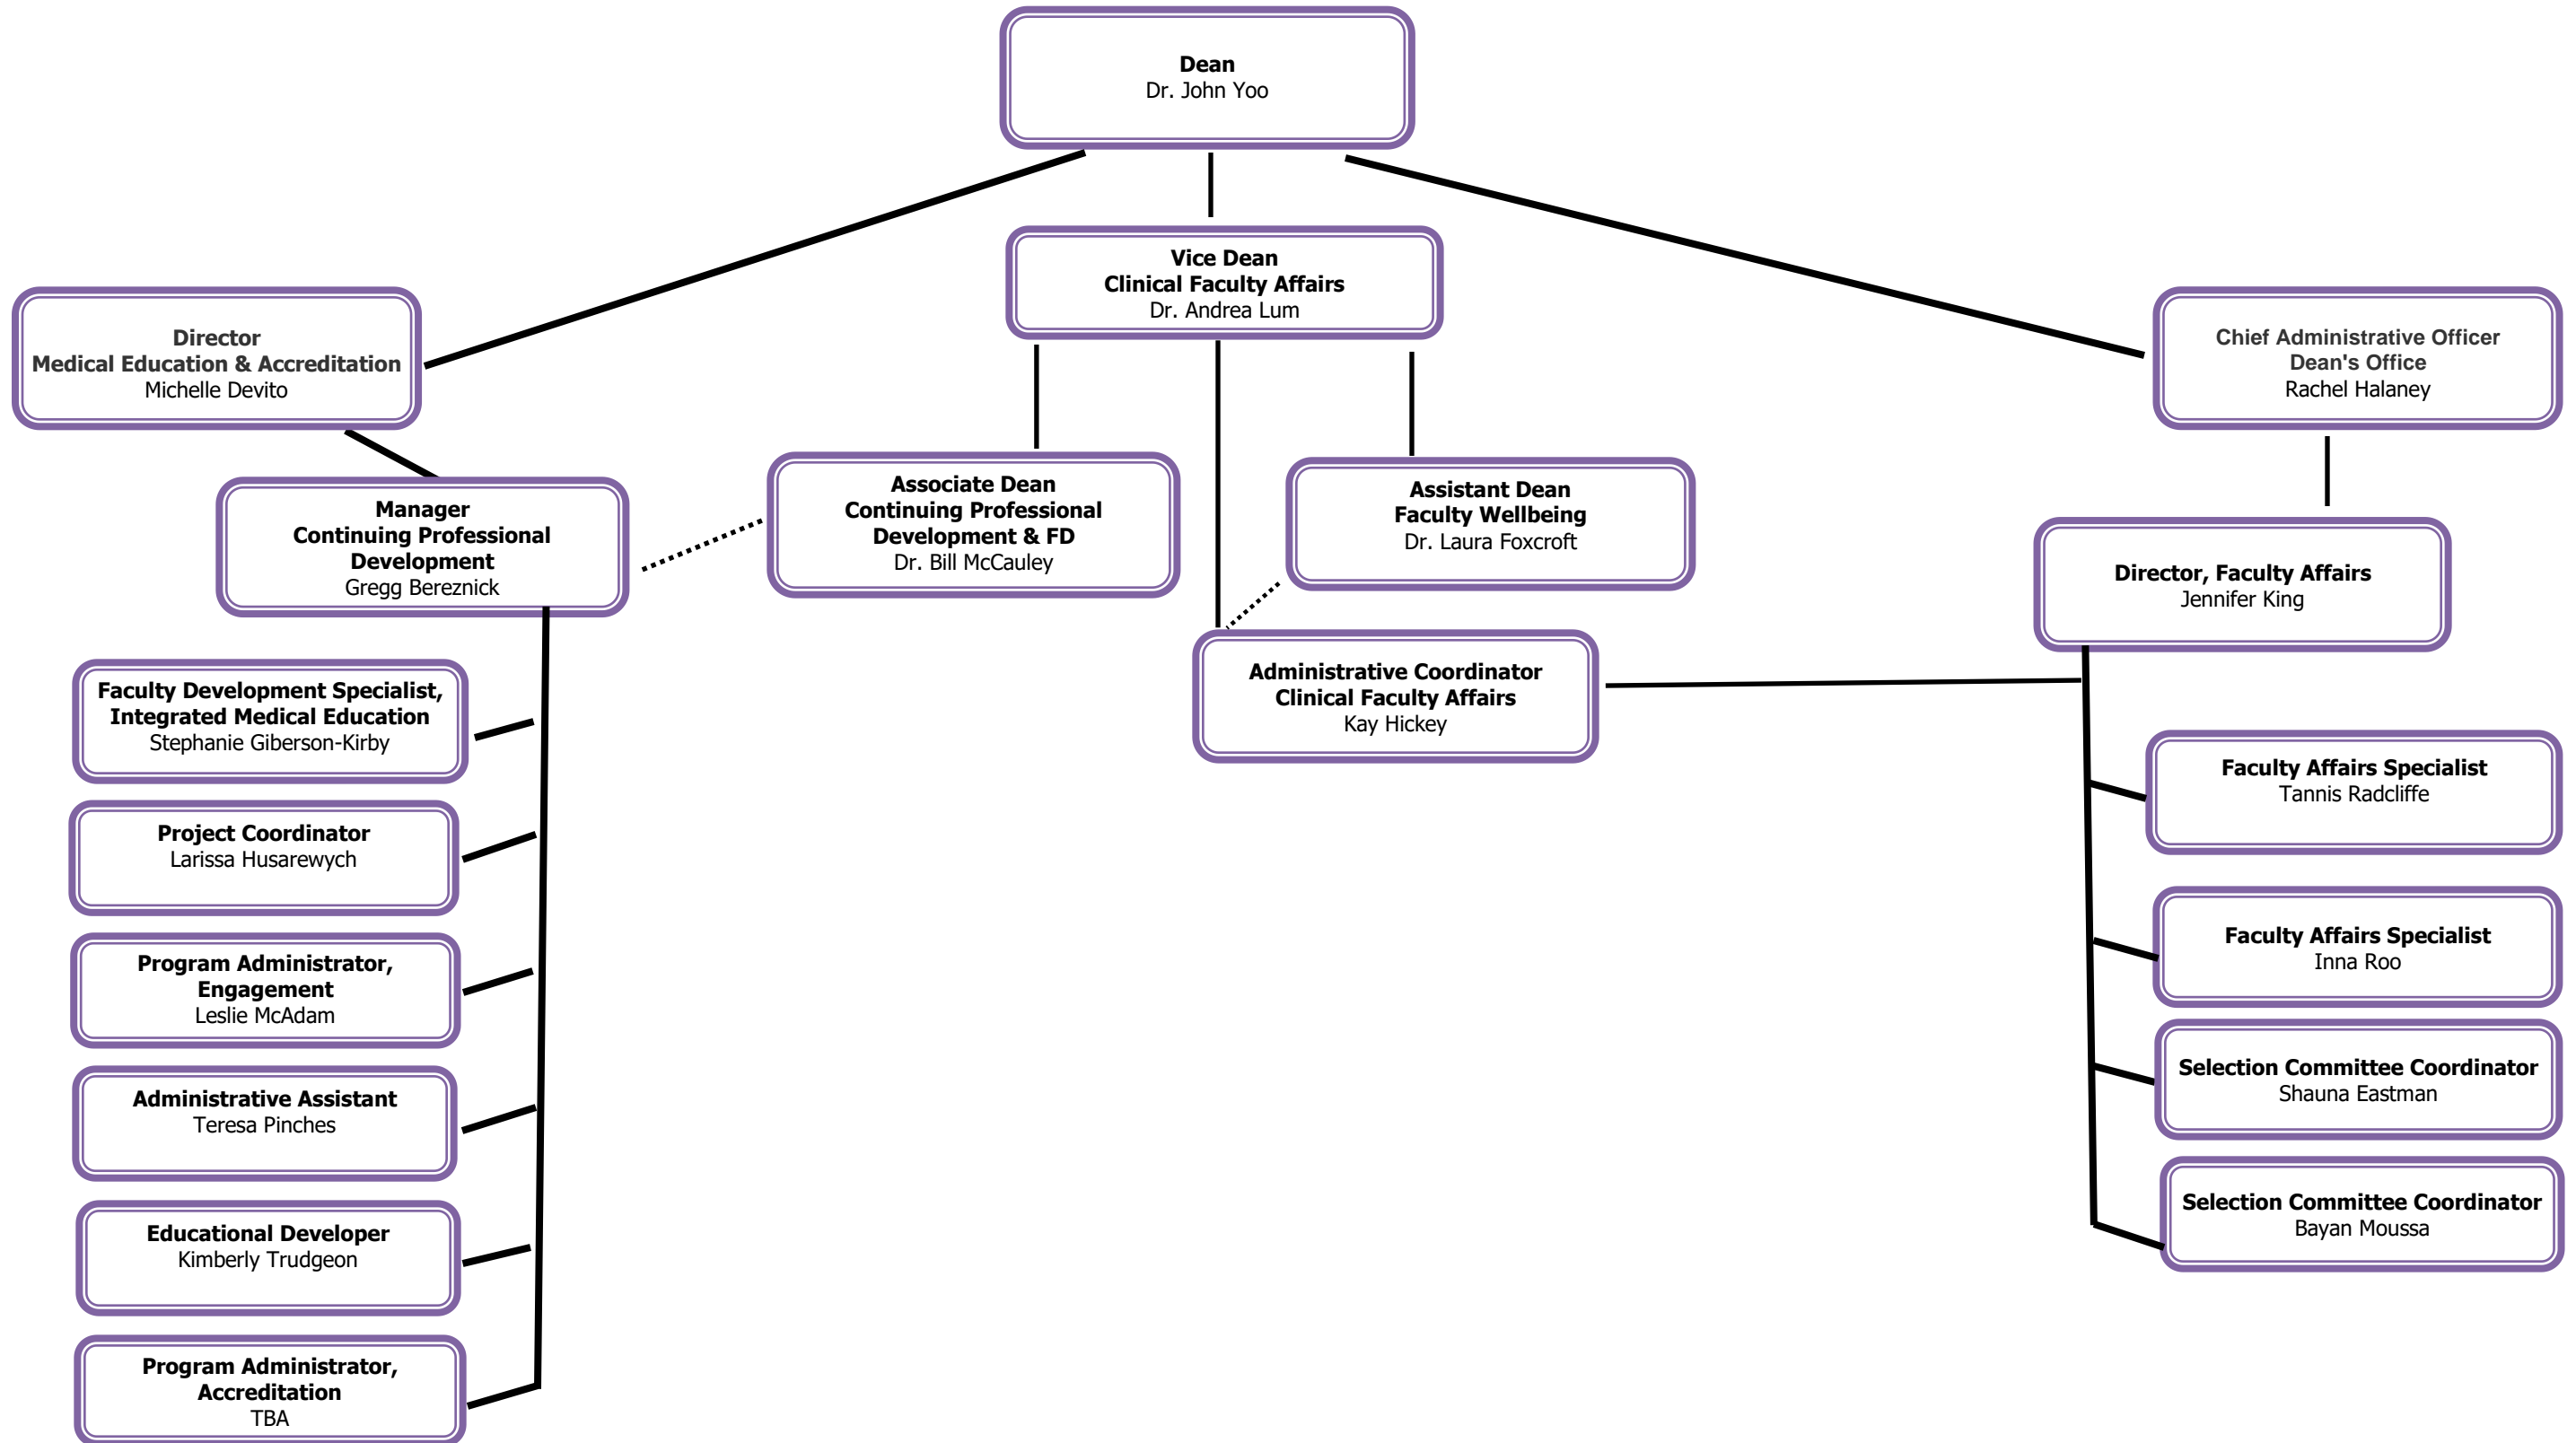 Dean
Dr. John Yoo
Vice Dean
Clinical Faculty Affairs
Dr. Andrea Lum
Director
Medical Education & Accreditation
Michelle Devito
Chief Administrative Officer
Dean's Office
Rachel Halaney
Manager
Continuing Professional
Development
Gregg Bereznick
Associate Dean
Continuing Professional
Development & FD
Dr. Bill McCauley
Assistant Dean
Faculty Wellbeing
Dr. Laura Foxcroft
Director, Faculty Affairs
Jennifer King
Administrative Coordinator
Clinical Faculty Affairs
Kay Hickey
Faculty Development Specialist,
Integrated Medical Education
Stephanie Giberson-Kirby
Project Coordinator
Larissa Husarewych
Program Administrator,
Engagement
Leslie McAdam
Administrative Assistant
Teresa Pinches
Educational Developer
Kimberly Trudgeon
Program Administrator,
Accreditation
TBA
Faculty Affairs Specialist
Tannis Radcliffe
Faculty Affairs Specialist
Inna Roo
Selection Committee Coordinator
Shauna Eastman
Selection Committee Coordinator
Bayan Moussa